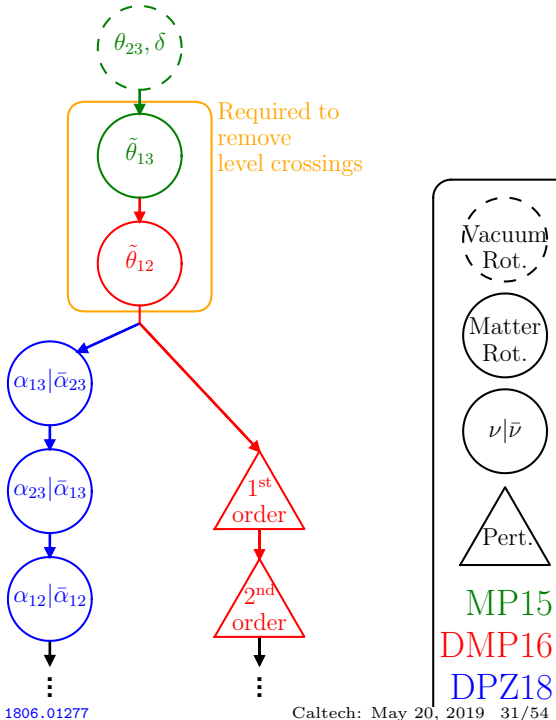 θ₂₃, δ
Required to
remove
level crossings
θ̃₁₃
θ̃₁₂
α₁₃|ᾱ₂₃
α₂₃|ᾱ₁₃
α₁₂|ᾱ₁₂
⋮
1st
order
2nd
order
⋮
Vacuum
Rot.
Matter
Rot.
ν|ν̄
Pert.
MP15
DMP16
DPZ18
1806.01277
Caltech: May 20, 2019 31/54